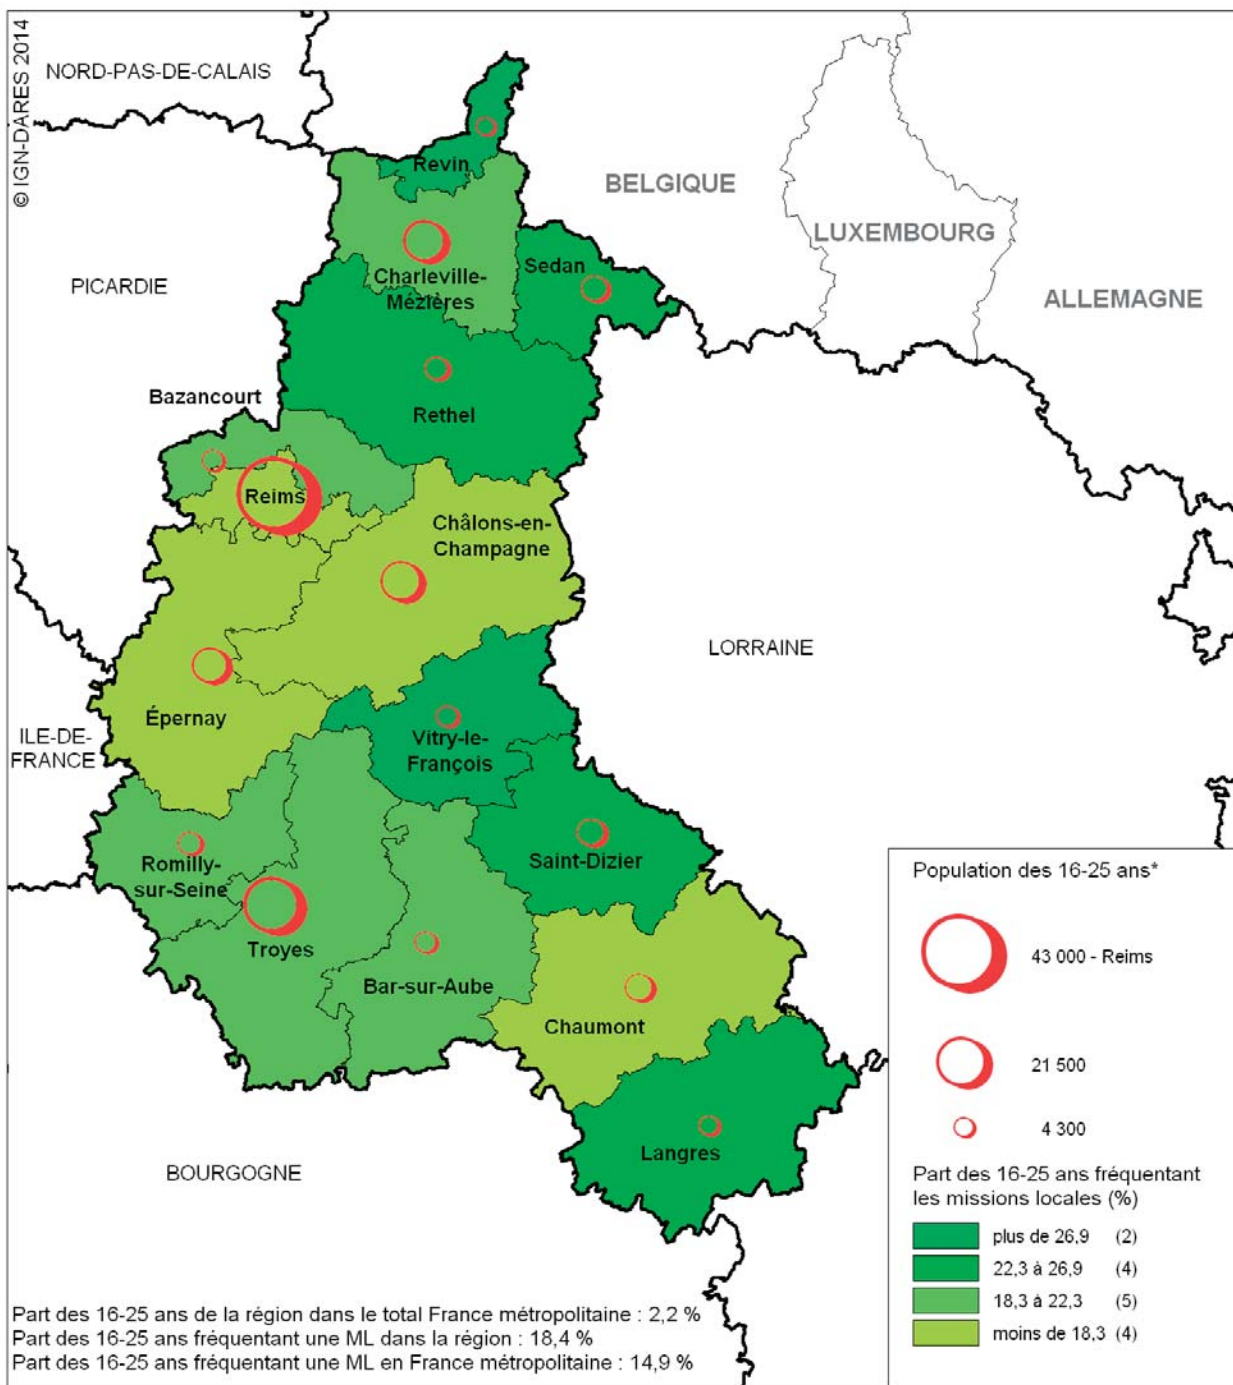 © IGN-DARES 2014
NORD-PAS-DE-CALAIS
Revin
BELGIQUE
LUXEMBOURG
ALLEMAGNE
PICARDIE
Charleville-
Mézières
Sedan
Bazancourt
Rethel
Reims
Châlons-en-
Champagne
LORRAINE
Épernay
ILE-DE-
FRANCE
Vitry-le-
François
Romilly-
sur-Seine
Saint-Dizier
Troyes
Bar-sur-Aube
Chaumont
Langres
BOURGOGNE
Population des 16-25 ans*
43 000 - Reims
21 500
4 300
Part des 16-25 ans fréquentant
les missions locales (%)
plus de 26,9 (2)
22,3 à 26,9 (4)
18,3 à 22,3 (5)
moins de 18,3 (4)
Part des 16-25 ans de la région dans le total France métropolitaine : 2,2 %
Part des 16-25 ans fréquentant une ML dans la région : 18,4 %
Part des 16-25 ans fréquentant une ML en France métropolitaine : 14,9 %